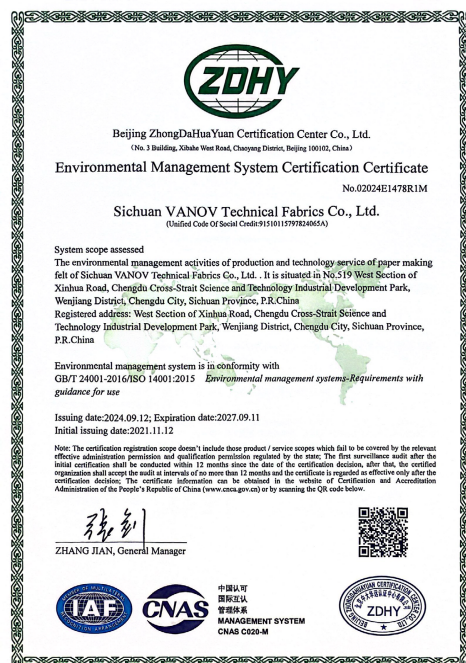 ZDHY
Beijing ZhongDaHuaYuan Certification Center Co., Ltd.
(No. 3 Building, Xibahe West Road, Chaoyang District, Beijing 100102, China)
Environmental Management System Certification Certificate
No.02024E1478R1M
Sichuan VANOV Technical Fabrics Co., Ltd.
(Unified Code Of Social Credit:91510115797824065A)
System scope assessed
The environmental management activities of production and technology service of paper making
felt of Sichuan VANOV Technical Fabrics Co., Ltd. . It is situated in No.519 West Section of
Xinhua Road, Chengdu Cross-Strait Science and Technology Industrial Development Park,
Wenjiang District, Chengdu City, Sichuan Province, P.R.China
Registered address: West Section of Xinhua Road, Chengdu Cross-Strait Science and
Technology Industrial Development Park, Wenjiang District, Chengdu City, Sichuan Province,
P.R.China
Environmental management system is in conformity with
GB/T 24001-2016/ISO 14001:2015 Environmental management systems-Requirements with
guidance for use
Issuing date:2024.09.12; Expiration date:2027.09.11
Initial issuing date:2021.11.12
Note: The certification registration scope doesn't include those product / service scopes which fail to be covered by the relevant
effective administration permission and qualification permission regulated by the state; The first surveillance audit after the
initial certification shall be conducted within 12 months since the date of the certification decision, after that, the certified
organization shall accept the audit at intervals of no more than 12 months and the certificate is regarded as effective only after the
certification decision; The certificate information can be obtained in the website of Certification and Accreditation
Administration of the People's Republic of China (www.cnca.gov.cn) or by scanning the QR code below.
ZHANG JIAN, General Manager
MEMBER OF MULTILATERAL
IAF
RECOGNITION ARRANGEMENT
CNAS
中国认可
国际互认
管理体系
MANAGEMENT SYSTEM
CNAS C020-M
BEIJING ZHONGDAHUAYUAN CERTIFICATION CENTER CO., LTD.
ZDHY